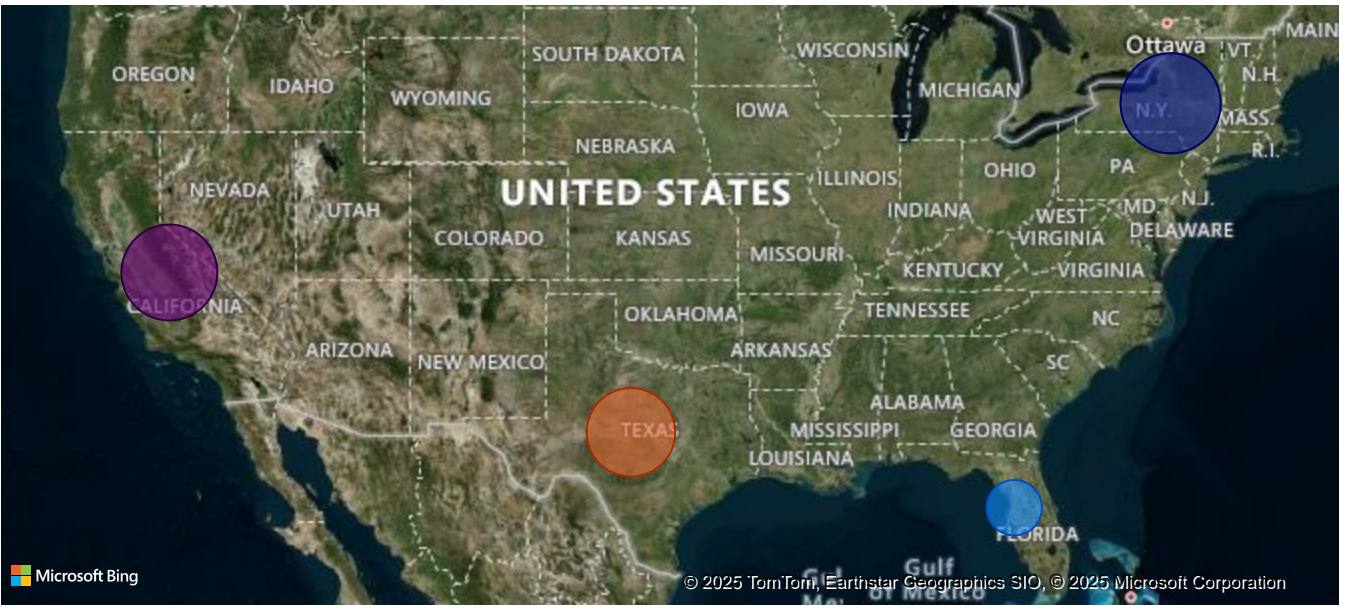 MAIN
Ottawa
VT.
WISCONSIN
SOUTH DAKOTA
OREGON
N.H.
IDAHO
MICHIGAN
WYOMING
IOWA
N.Y.
MASS.
NEBRASKA
R.I.
PA
OHIO
ILLINOIS
NEVADA
UNITED STATES
N.J.
MD
UTAH
INDIANA
WEST
VIRGINIA
DELAWARE
COLORADO
KANSAS
MISSOURI
KENTUCKY
VIRGINIA
CALIFORNIA
OKLAHOMA
TENNESSEE
NC
ARIZONA
NEW MEXICO
ARKANSAS
SC
ALABAMA
TEXAS
MISSISSIPPI
GEORGIA
LOUISIANA
FLORIDA
Gulf
of Mexico
Microsoft Bing
© 2025 TomTom, Earthstar Geographics SIO, © 2025 Microsoft Corporation